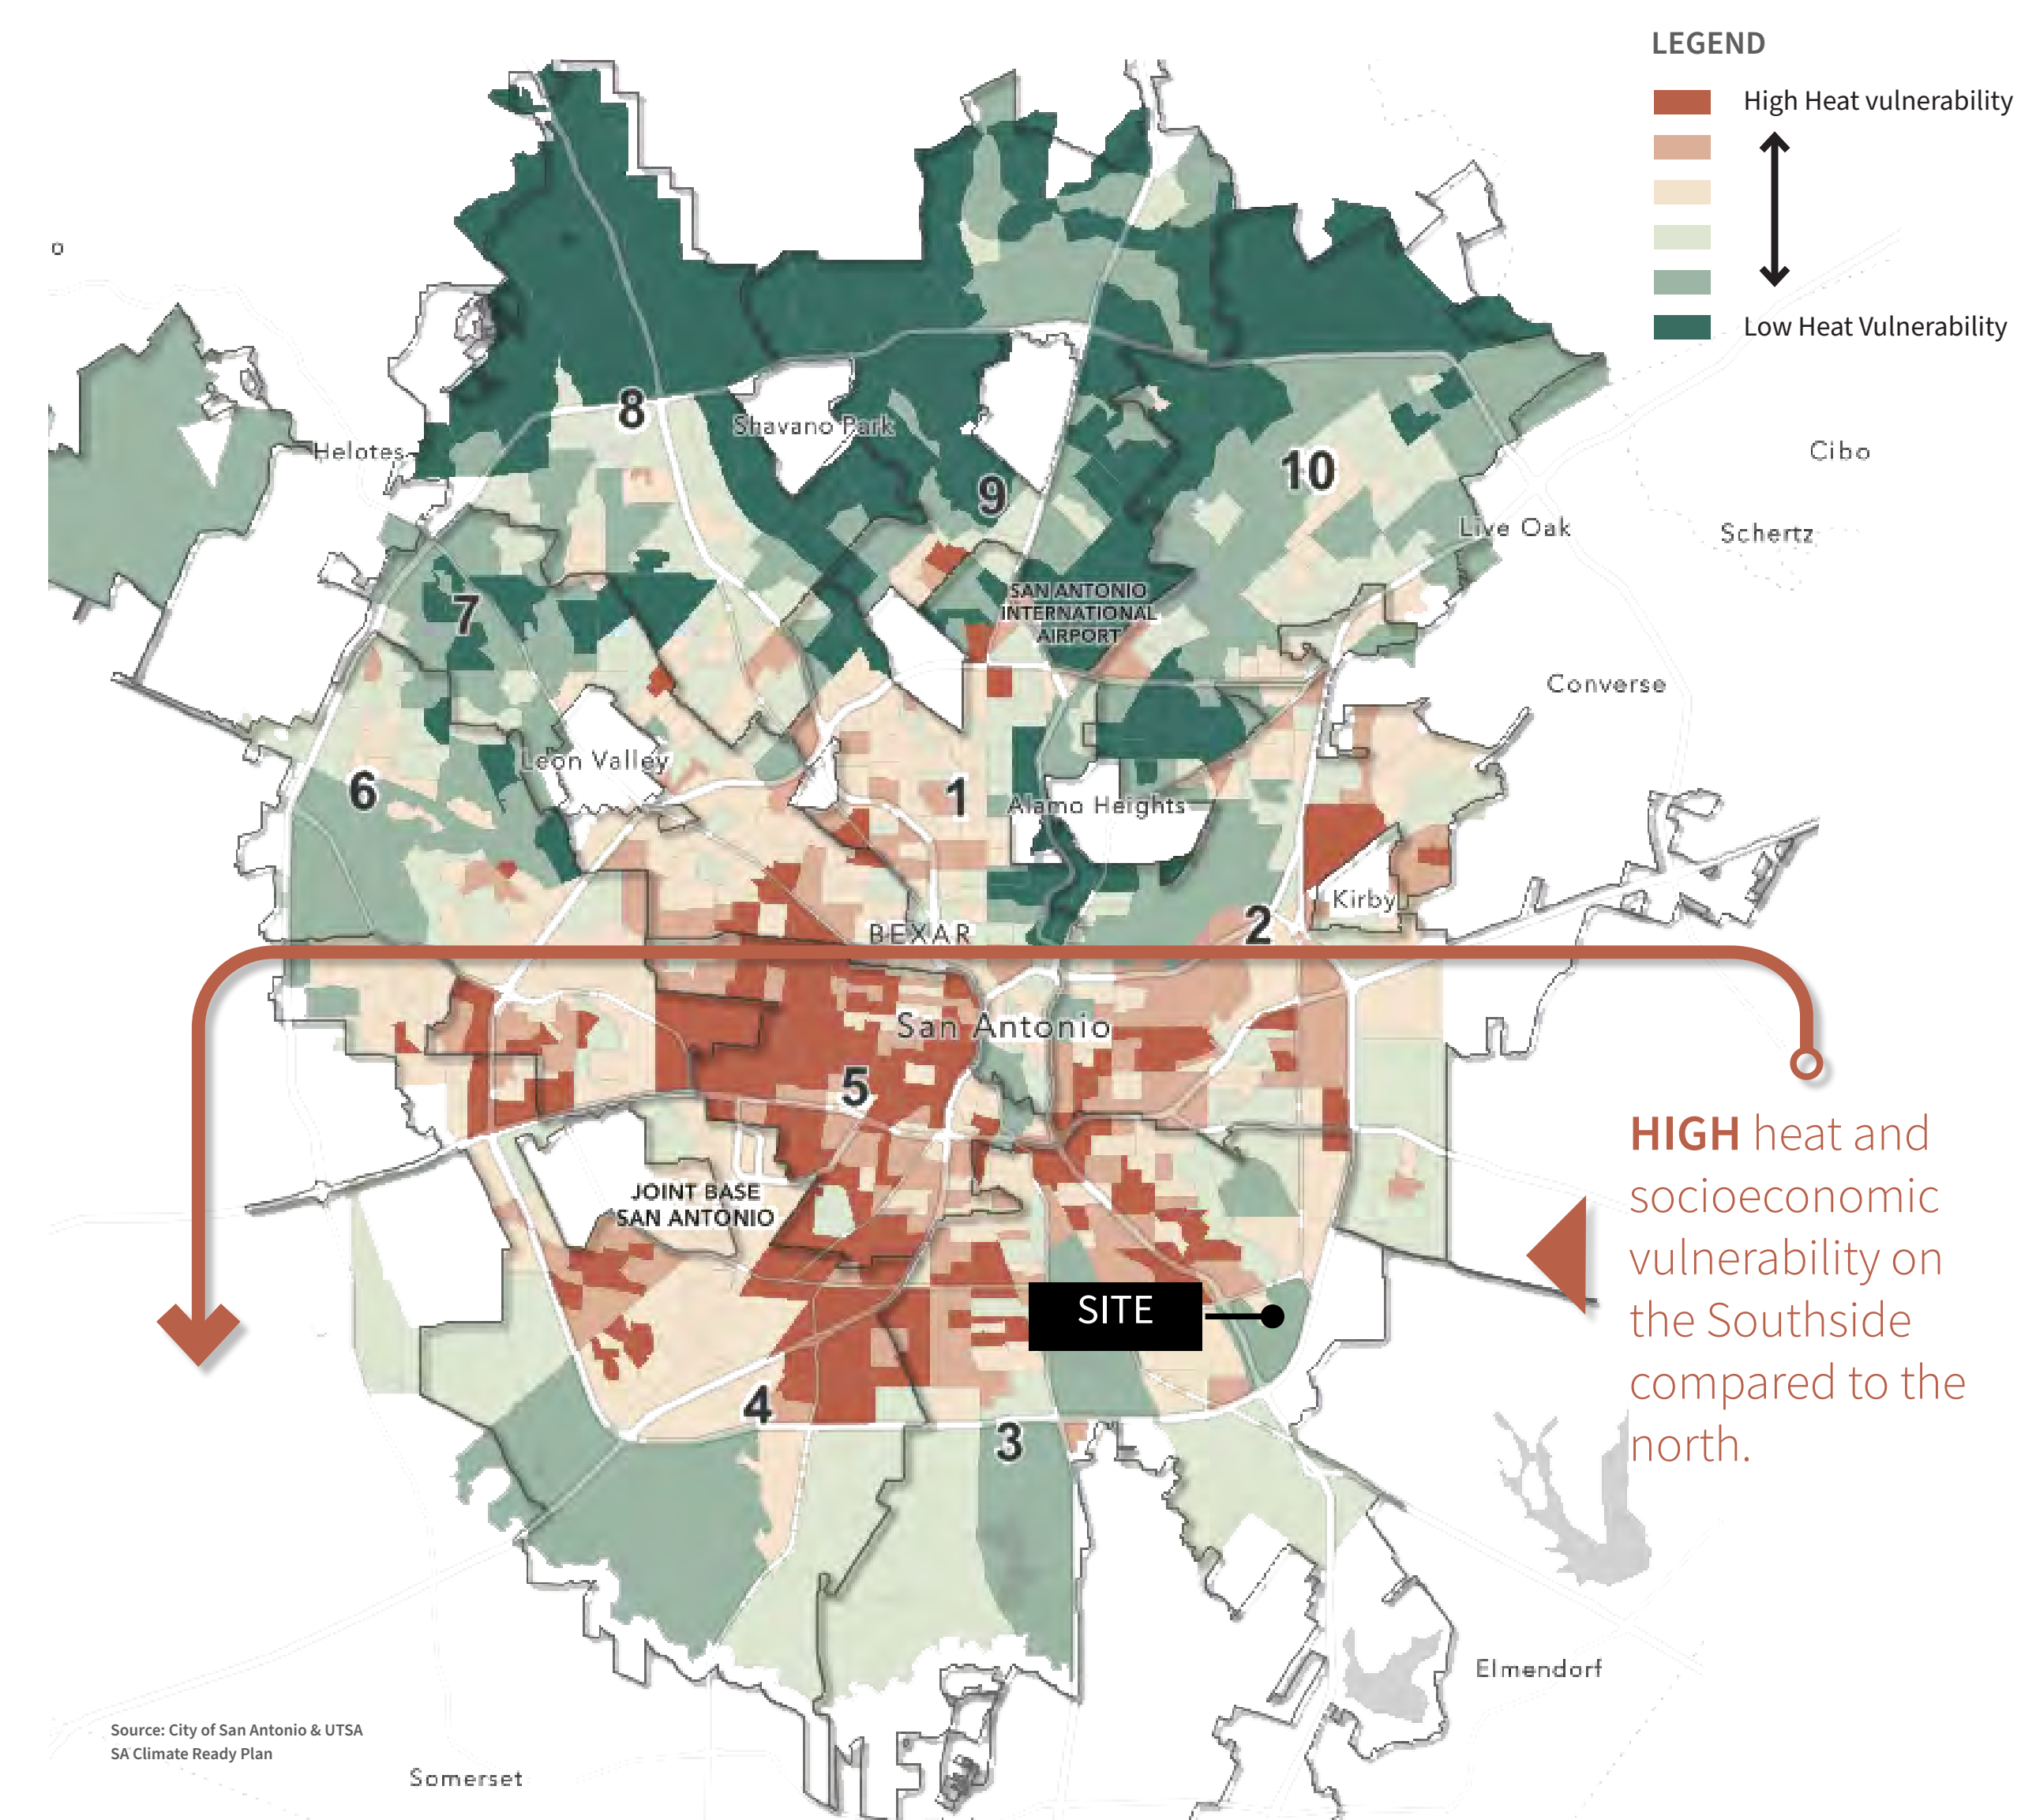 LEGEND
High Heat vulnerability
Low Heat Vulnerability
o
8
Shavano Park
Helotes
Cibo
9
10
Live Oak
Schertz
7
SAN ANTONIO
INTERNATIONAL
AIRPORT
Converse
Leon Valley
6
1
Alamo Heights
Kirby
2
BEXAR
San Antonio
5
HIGH heat and
socioeconomic
vulnerability on
the Southside
compared to the
north.
JOINT BASE
SAN ANTONIO
SITE
4
3
Elmendorf
Source: City of San Antonio & UTSA
SA Climate Ready Plan
Somerset